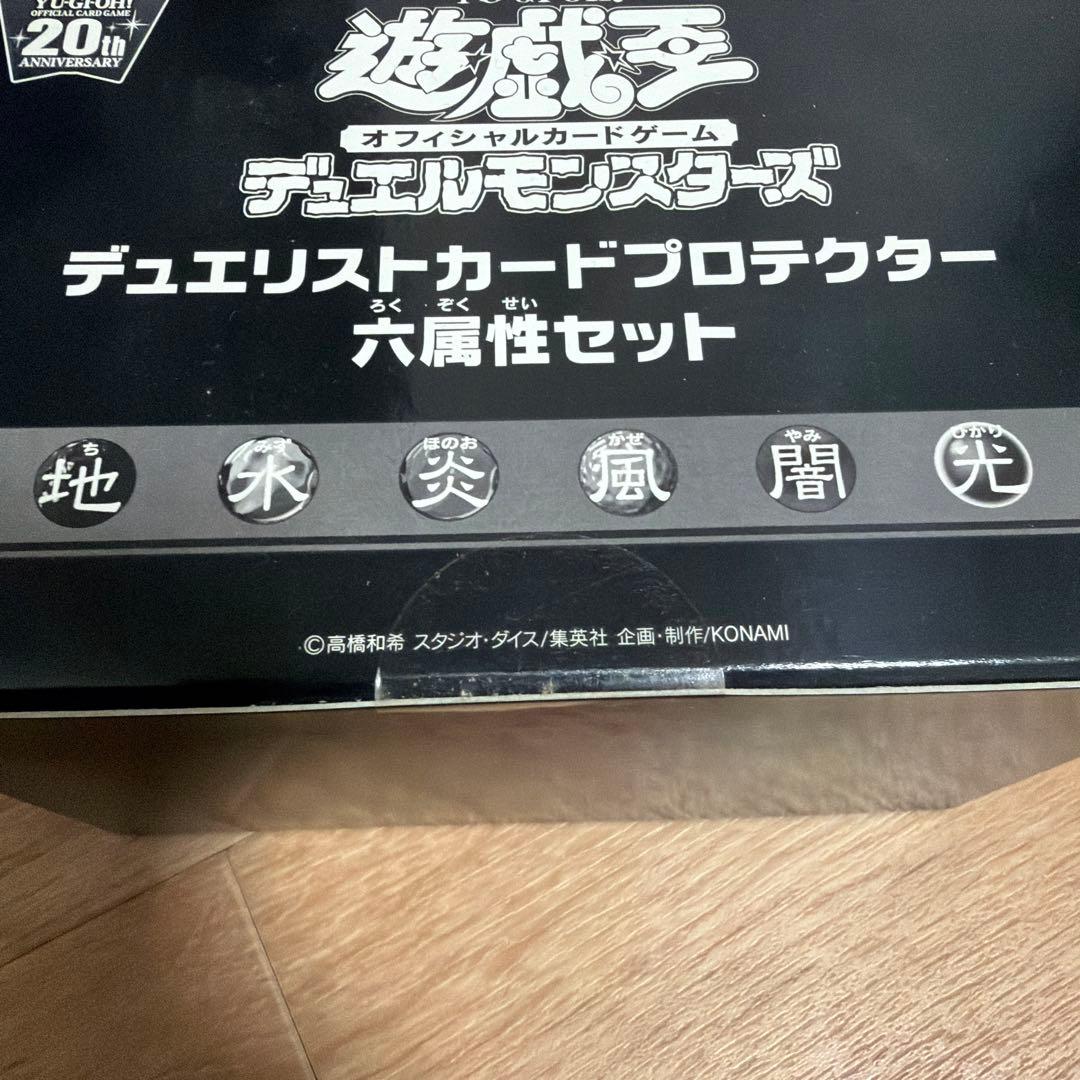 YU-GI-OH!
OFFICIAL CARD GAME
20th
ANNIVERSARY
遊戯王
オフィシャルカードゲーム
デュエルモンスターズ
デュエリストカードプロテクター
ろく ぞく せい
六属性セット
ち みず ほのお かぜ やみ ひかり
地 水 炎 風 闇 光
©高橋和希 スタジオ・ダイス/集英社 企画・制作/KONAMI